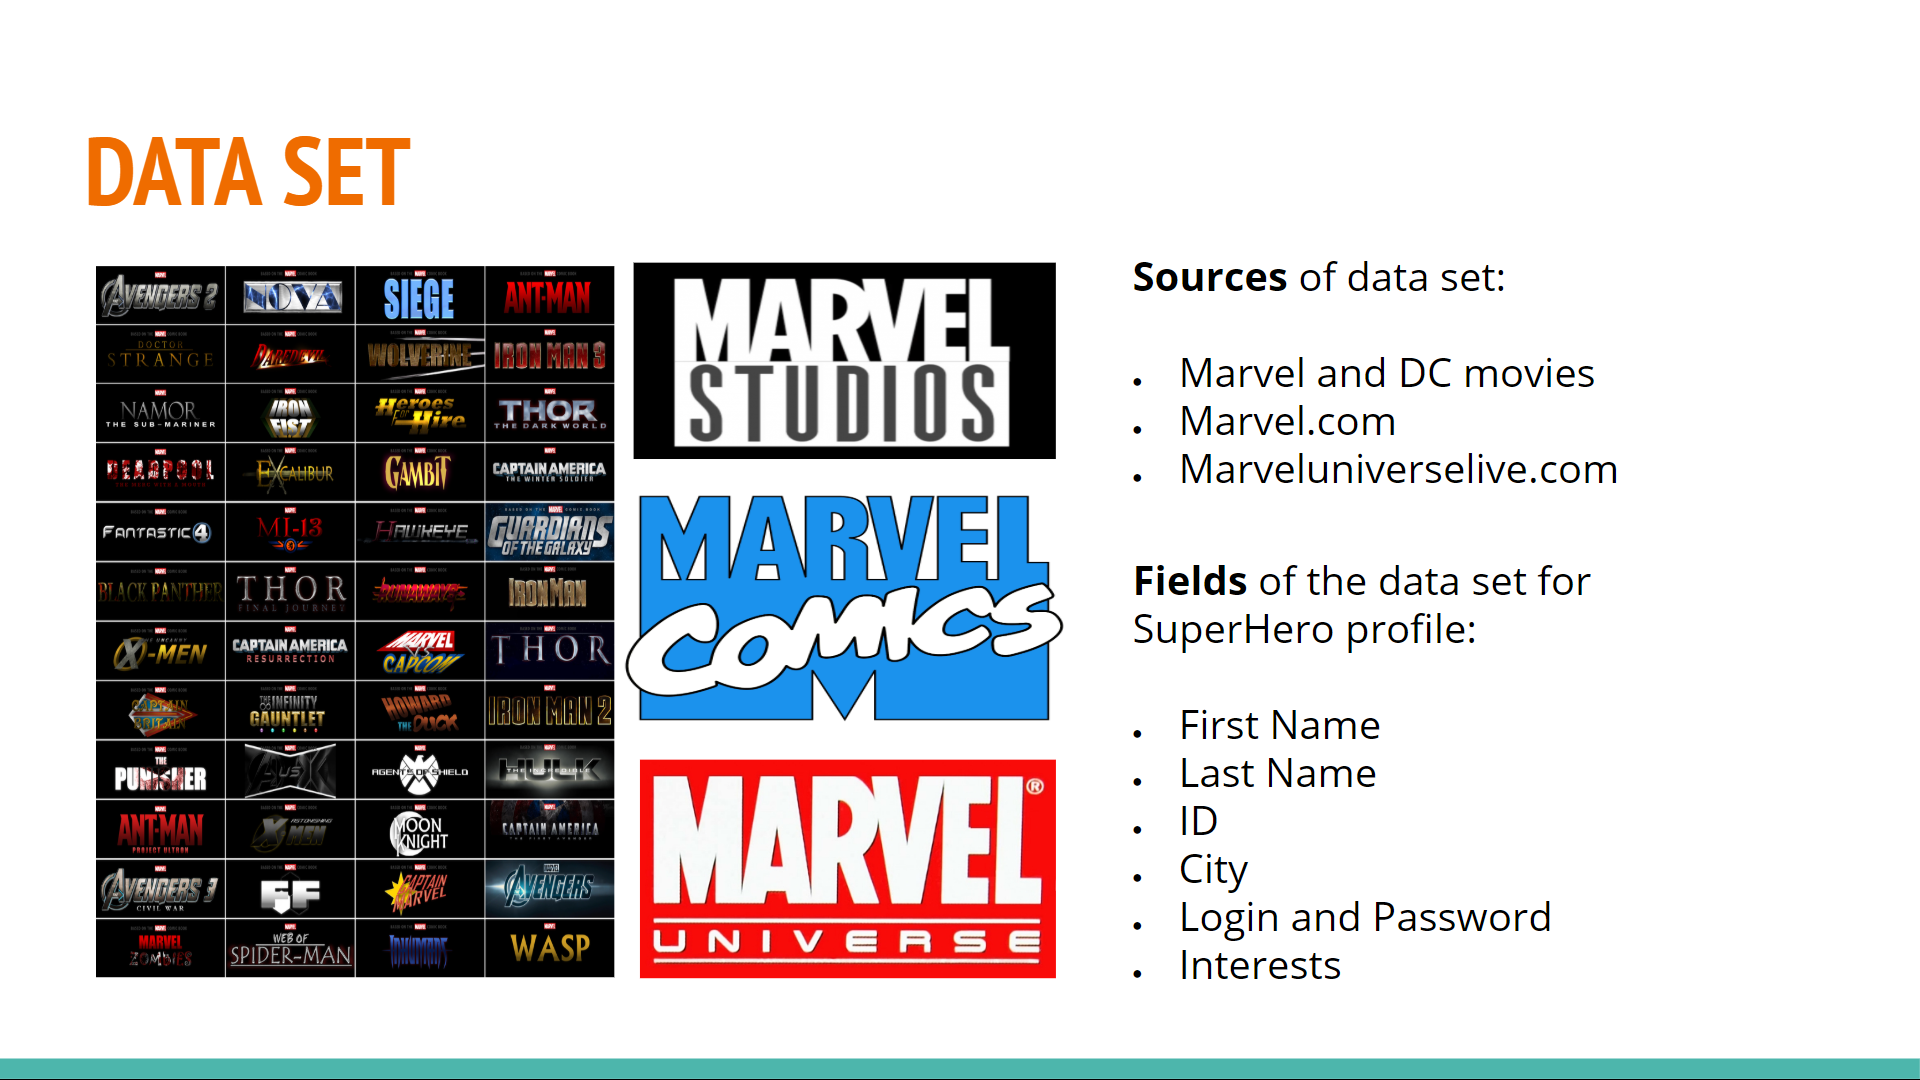 DATA SET
AVENGERS 2
NOVA
SIEGE
ANT-MAN
DOCTOR
STRANGE
DAREDEVIL
WOLVERINE
IRON MAN 3
NAMOR
THE SUB-MARINER
IRON
FIST
Heroes
FOR
Hire
THOR
THE DARK WORLD
DEADPOOL
EXCALIBUR
GAMBIT
CAPTAIN AMERICA
THE WINTER SOLDIER
FANTASTIC 4
MI-13
HAWKEYE
GUARDIANS
OF THE GALAXY
BLACK PANTHER
THOR
FINAL JOURNEY
RUNAWAYS
IRON MAN
THE UNCANNY
X-MEN
CAPTAIN AMERICA
RESURRECTION
MARVEL
VS
CAPCOM
THOR
CAPTAIN
BRITAIN
THE INFINITY
GAUNTLET
HOWARD
THE DUCK
IRON MAN 2
THE
PUNISHER
AGENTS OF SHIELD
THE INCREDIBLE
HULK
ANT-MAN
PROJECT ULTRON
ASTONISHING
X MEN
MOON
KNIGHT
CAPTAIN AMERICA
AVENGERS 3
CIVIL WAR
FF
CAPTAIN
MARVEL
AVENGERS
MARVEL
ZOMBIES
WEB OF
SPIDER-MAN
INHUMANS
WASP
MARVEL
STUDIOS
MARVEL
COMICS
MARVEL®
UNIVERSE
Sources of data set:
• Marvel and DC movies
• Marvel.com
• Marveluniverselive.com
Fields of the data set for
SuperHero profile:
• First Name
• Last Name
• ID
• City
• Login and Password
• Interests